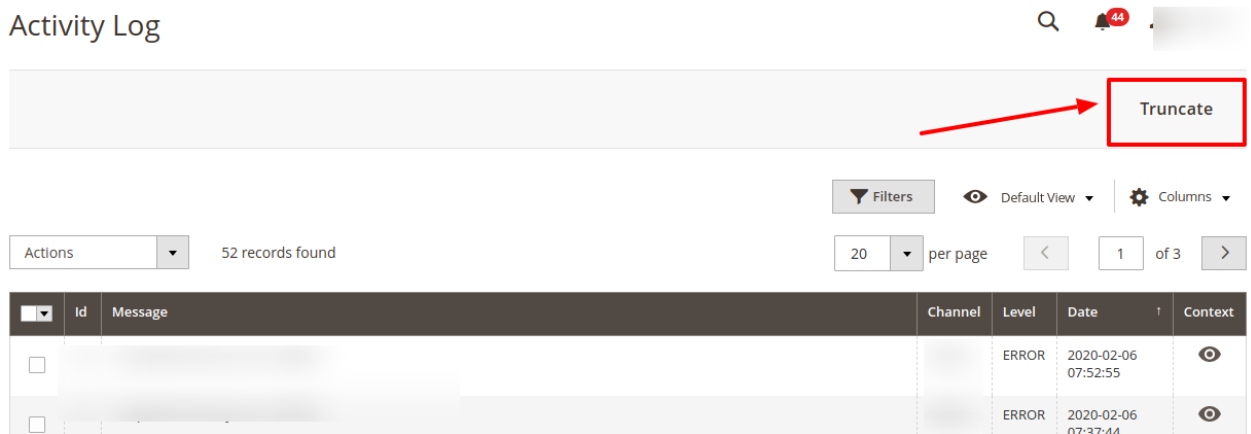 Activity Log
44
Truncate
Filters
Default View
Columns
Actions
52 records found
20
per page
1
of 3
Id
Message
Channel
Level
Date
↑
Context
ERROR
2020-02-06
07:52:55
ERROR
2020-02-06
07:37:44